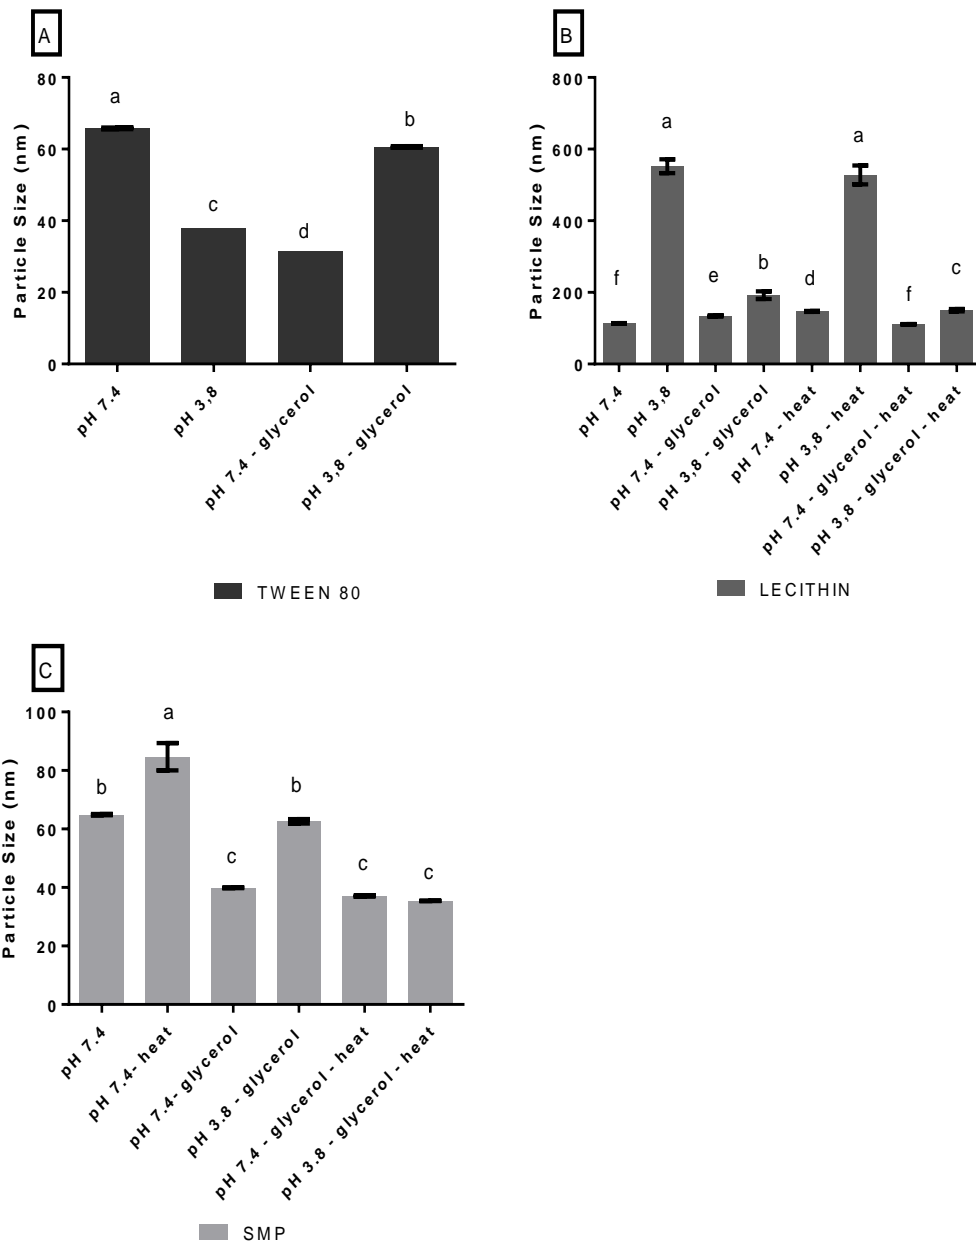 A
Particle Size (nm)
80
60
40
20
0
a
c
d
b
pH 7.4
pH 3,8
pH 7.4 - glycerol
pH 3,8 - glycerol
TWEEN 80
B
Particle Size (nm)
800
600
400
200
0
f
a
e
b
d
a
f
c
pH 7.4
pH 3,8
pH 7.4 - glycerol
pH 3,8 - glycerol
pH 7.4 - heat
pH 3,8 - heat
pH 7.4 - glycerol - heat
pH 3,8 - glycerol - heat
LECITHIN
C
Particle Size (nm)
100
80
60
40
20
0
b
a
c
b
c
c
pH 7.4
pH 7.4- heat
pH 7.4- glycerol
pH 3.8 - glycerol
pH 7.4 - glycerol - heat
pH 3.8 - glycerol - heat
SMP